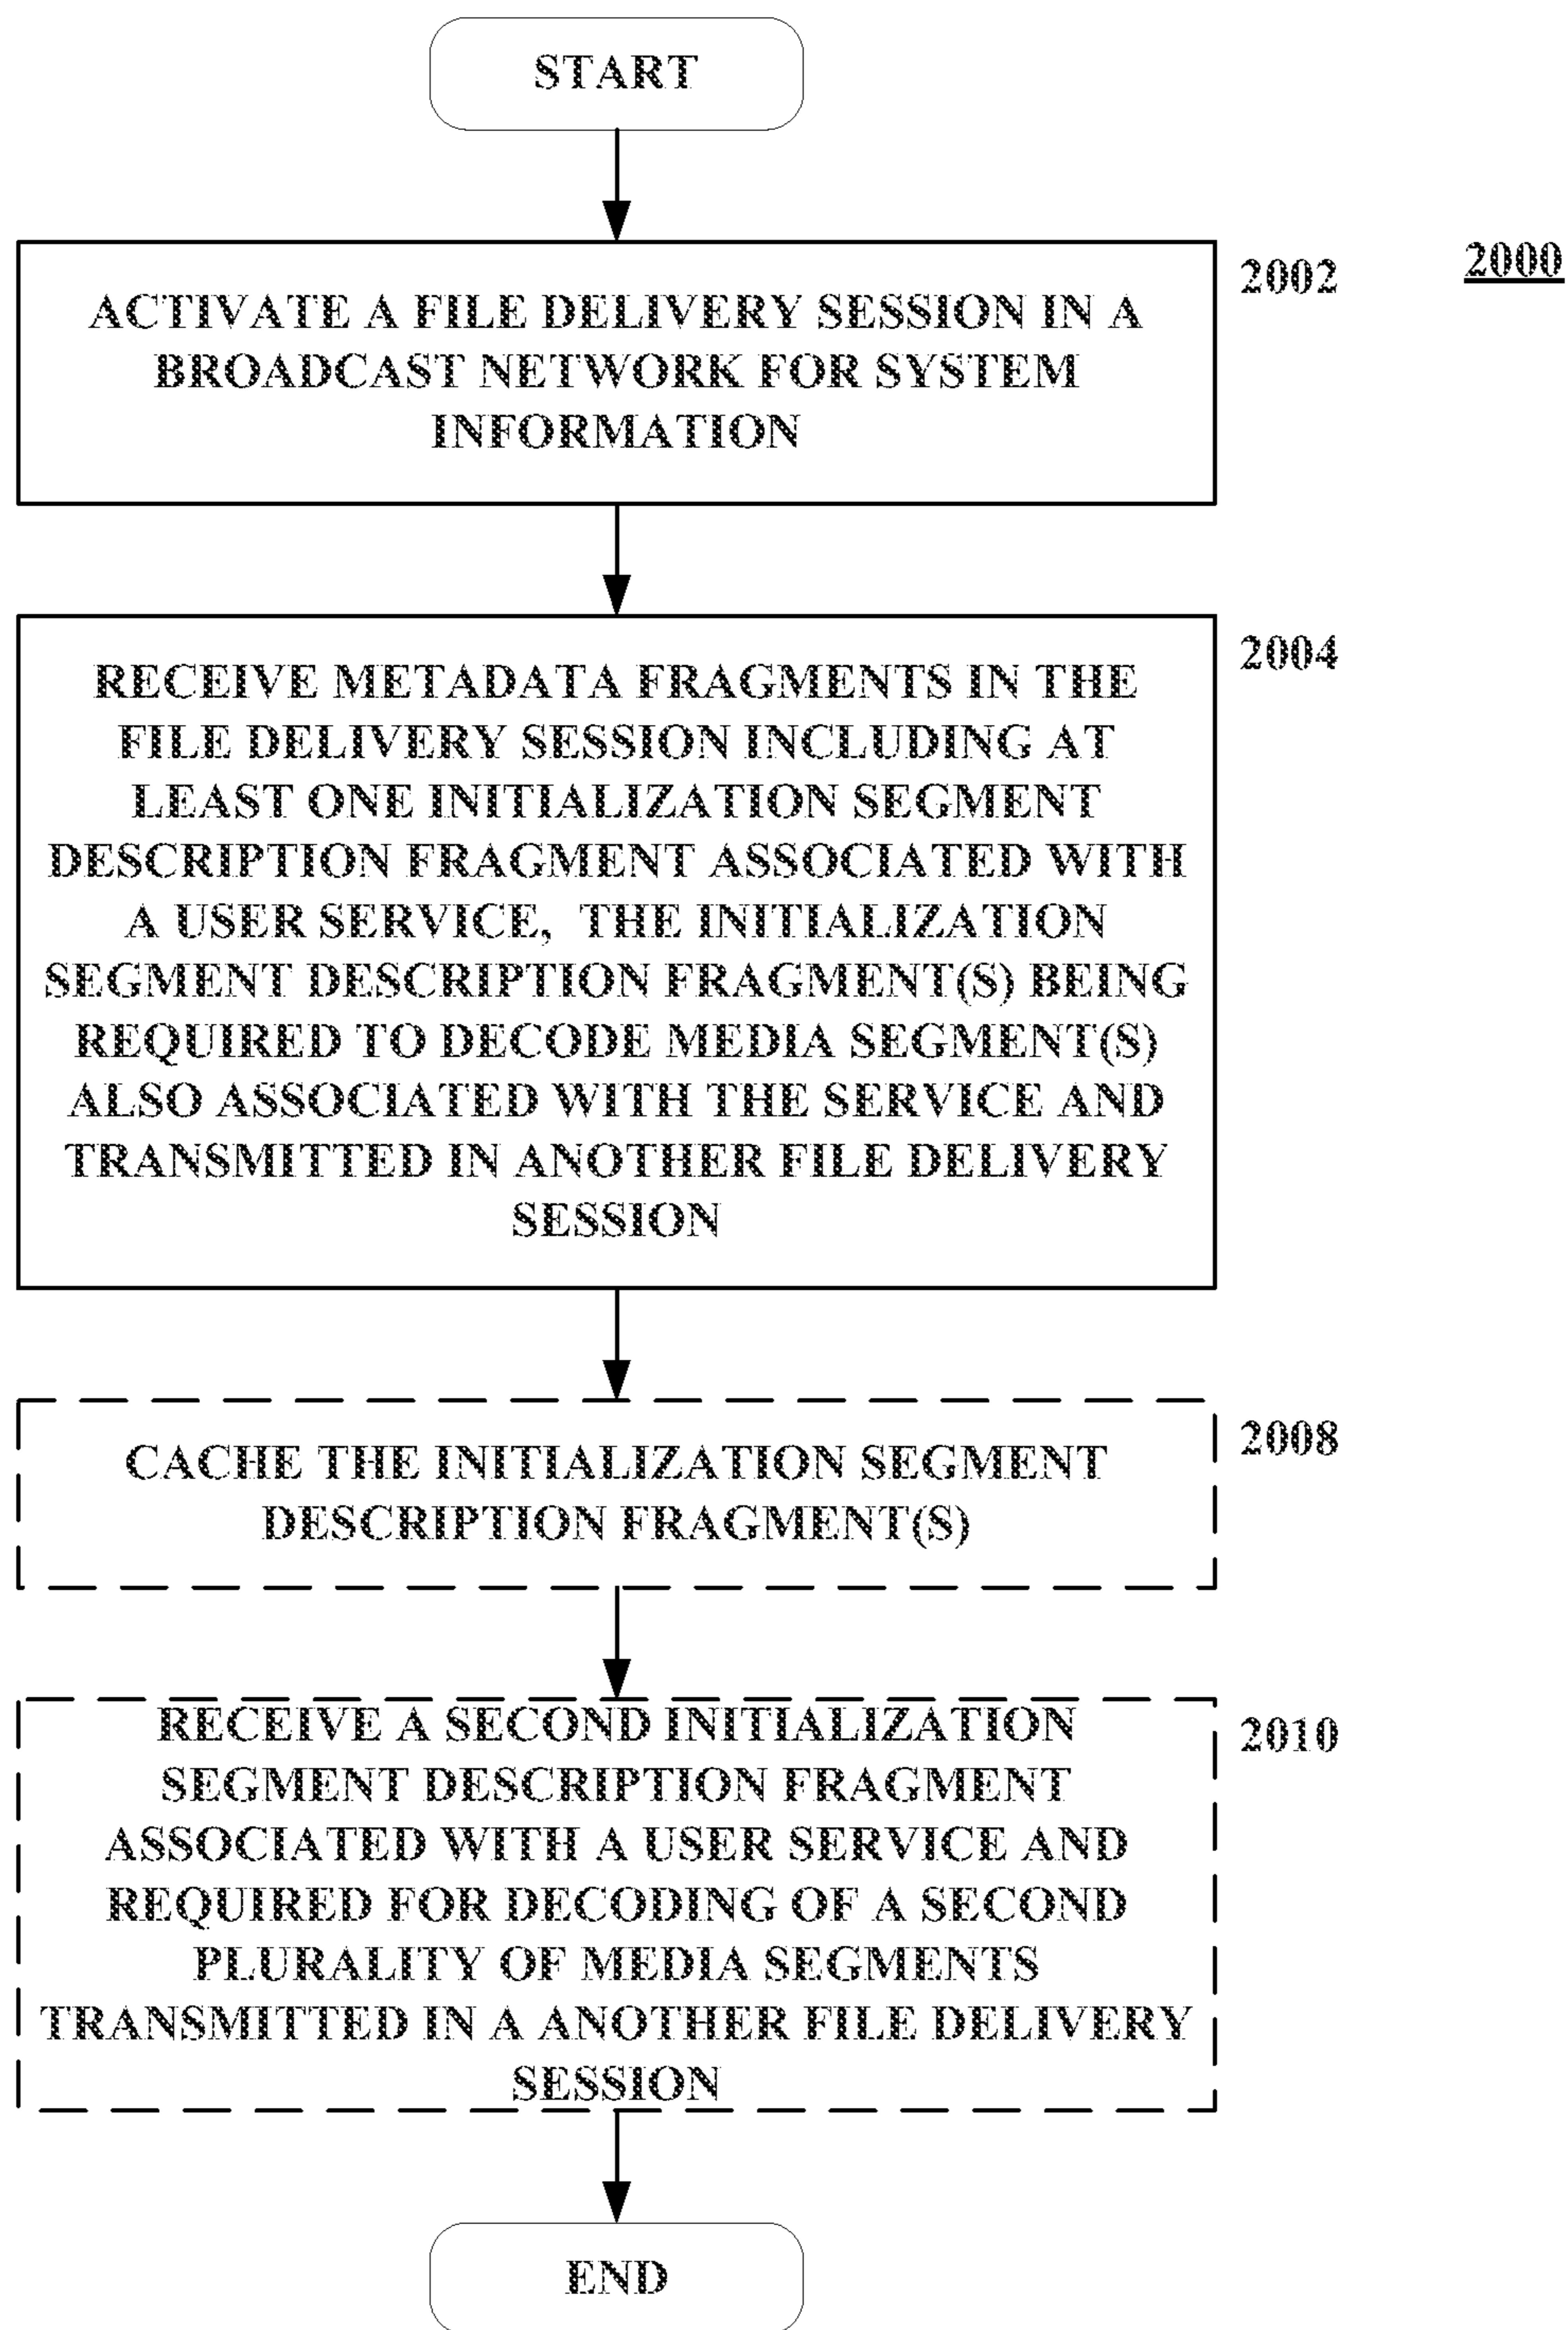 START
2000
2002
ACTIVATE A FILE DELIVERY SESSION IN A
BROADCAST NETWORK FOR SYSTEM
INFORMATION
2004
RECEIVE METADATA FRAGMENTS IN THE
FILE DELIVERY SESSION INCLUDING AT
LEAST ONE INITIALIZATION SEGMENT
DESCRIPTION FRAGMENT ASSOCIATED WITH
A USER SERVICE, THE INITIALIZATION
SEGMENT DESCRIPTION FRAGMENT(S) BEING
REQUIRED TO DECODE MEDIA SEGMENT(S)
ALSO ASSOCIATED WITH THE SERVICE AND
TRANSMITTED IN ANOTHER FILE DELIVERY
SESSION
2008
CACHE THE INITIALIZATION SEGMENT
DESCRIPTION FRAGMENT(S)
2010
RECEIVE A SECOND INITIALIZATION
SEGMENT DESCRIPTION FRAGMENT
ASSOCIATED WITH A USER SERVICE AND
REQUIRED FOR DECODING OF A SECOND
PLURALITY OF MEDIA SEGMENTS
TRANSMITTED IN A ANOTHER FILE DELIVERY
SESSION
END